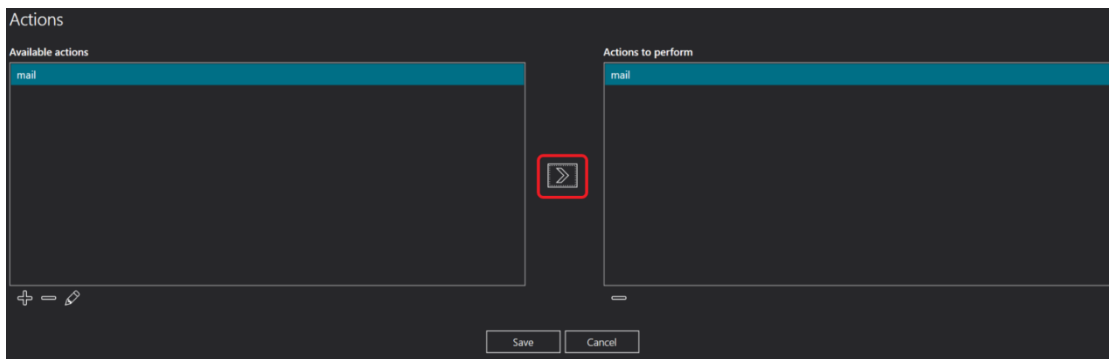 Actions
Available actions
Actions to perform
mail
mail
Save
Cancel